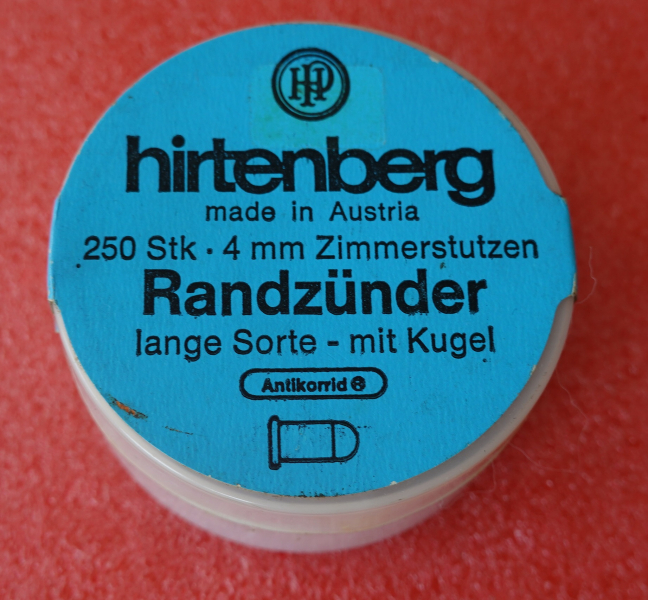 HP
hirtenberg
made in Austria
250 Stk · 4 mm Zimmerstutzen
Randzünder
lange Sorte - mit Kugel
Antikorrid ®